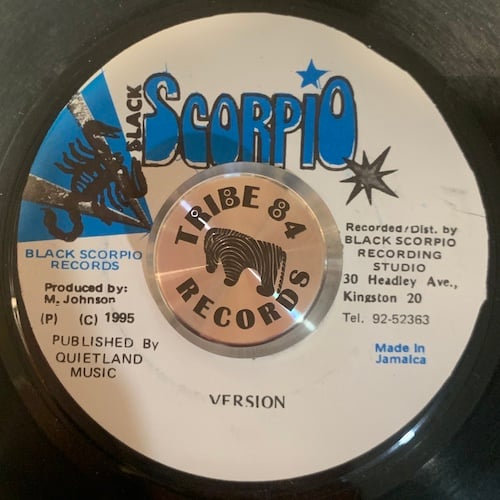 BLACK
SCORPIO
TRIBE 84
RECORDS
BLACK SCORPIO
RECORDS
Produced by:
M. Johnson
(P) (C) 1995
PUBLISHED BY
QUIETLAND
MUSIC
Recorded/Dist. by
BLACK SCORPIO
RECORDING
STUDIO
30 Headley Ave.,
Kingston 20
Tel. 92-52363
Made In
Jamaica
VERSION